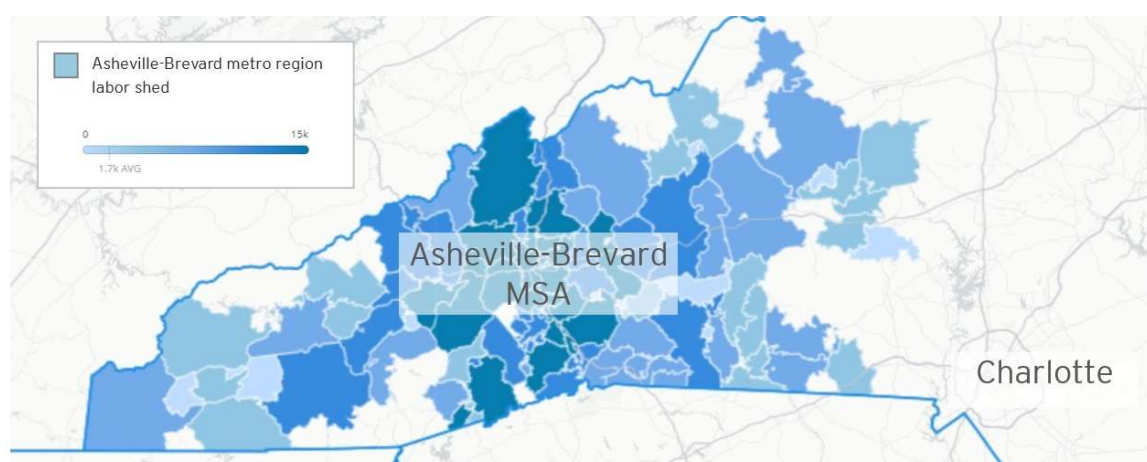 Asheville-Brevard metro region
labor shed
0 15k
1.7k AVG
Asheville-Brevard
MSA
Charlotte